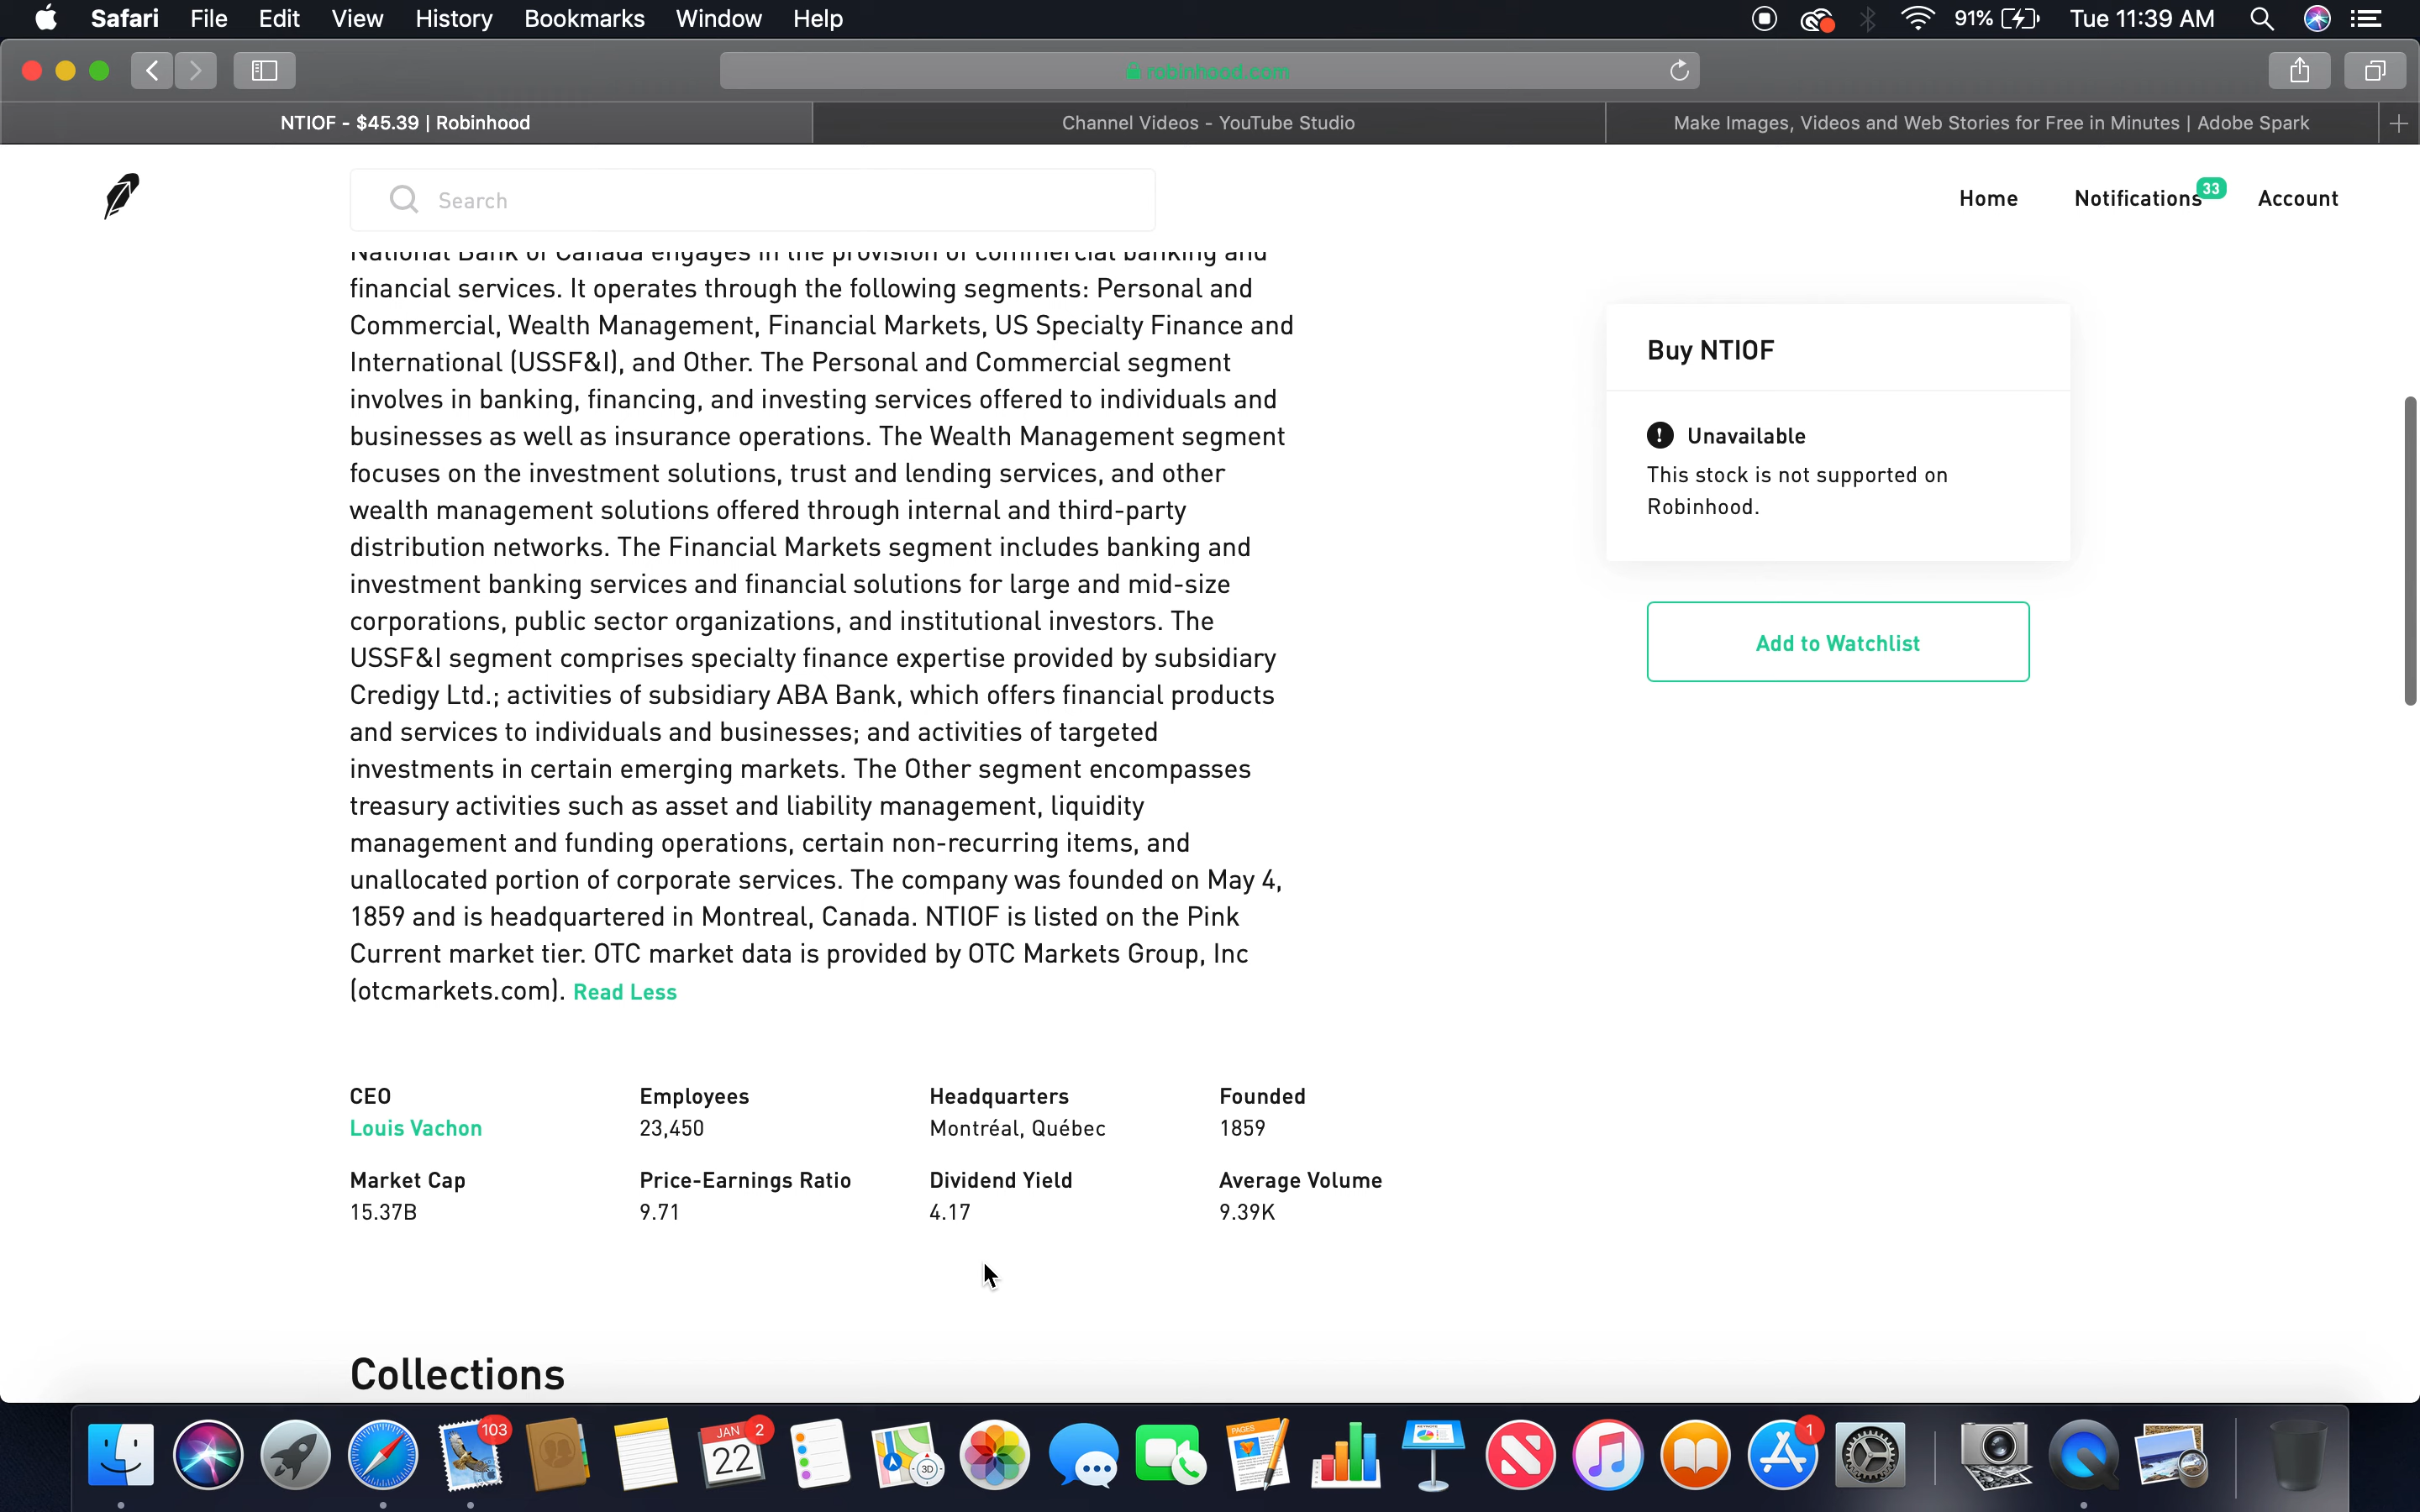 Safari File Edit View History Bookmarks Window Help 91% Tue 11:39 AM
robinhood.com
NTIOF - $45.39 | Robinhood
Channel Videos - YouTube Studio
Make Images, Videos and Web Stories for Free in Minutes | Adobe Spark
Search
Home Notifications 33 Account
National Bank of Canada engages in the provision of commercial banking and
financial services. It operates through the following segments: Personal and
Commercial, Wealth Management, Financial Markets, US Specialty Finance and
International (USSF&I), and Other. The Personal and Commercial segment
involves in banking, financing, and investing services offered to individuals and
businesses as well as insurance operations. The Wealth Management segment
focuses on the investment solutions, trust and lending services, and other
wealth management solutions offered through internal and third-party
distribution networks. The Financial Markets segment includes banking and
investment banking services and financial solutions for large and mid-size
corporations, public sector organizations, and institutional investors. The
USSF&I segment comprises specialty finance expertise provided by subsidiary
Credigy Ltd.; activities of subsidiary ABA Bank, which offers financial products
and services to individuals and businesses; and activities of targeted
investments in certain emerging markets. The Other segment encompasses
treasury activities such as asset and liability management, liquidity
management and funding operations, certain non-recurring items, and
unallocated portion of corporate services. The company was founded on May 4,
1859 and is headquartered in Montreal, Canada. NTIOF is listed on the Pink
Current market tier. OTC market data is provided by OTC Markets Group, Inc
(otcmarkets.com). Read Less
Buy NTIOF
Unavailable
This stock is not supported on
Robinhood.
Add to Watchlist
CEO Employees Headquarters Founded
Louis Vachon 23,450 Montréal, Québec 1859
Market Cap Price-Earnings Ratio Dividend Yield Average Volume
15.37B 9.71 4.17 9.39K
Collections
103
JAN 2
22
3D
PAGES
1